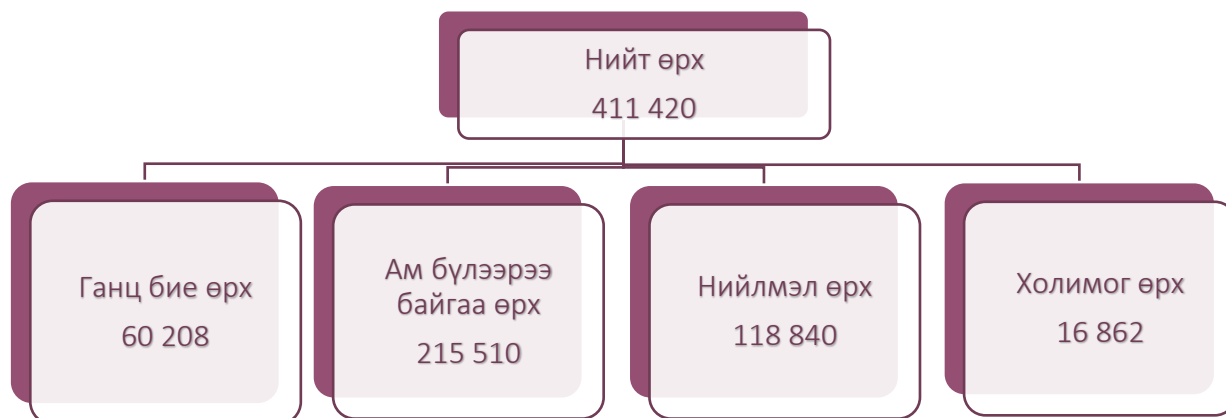 Нийт өрх
411 420
Ганц бие өрх
60 208
Ам бүлээрээ
байгаа өрх
215 510
Нийлмэл өрх
118 840
Холимог өрх
16 862